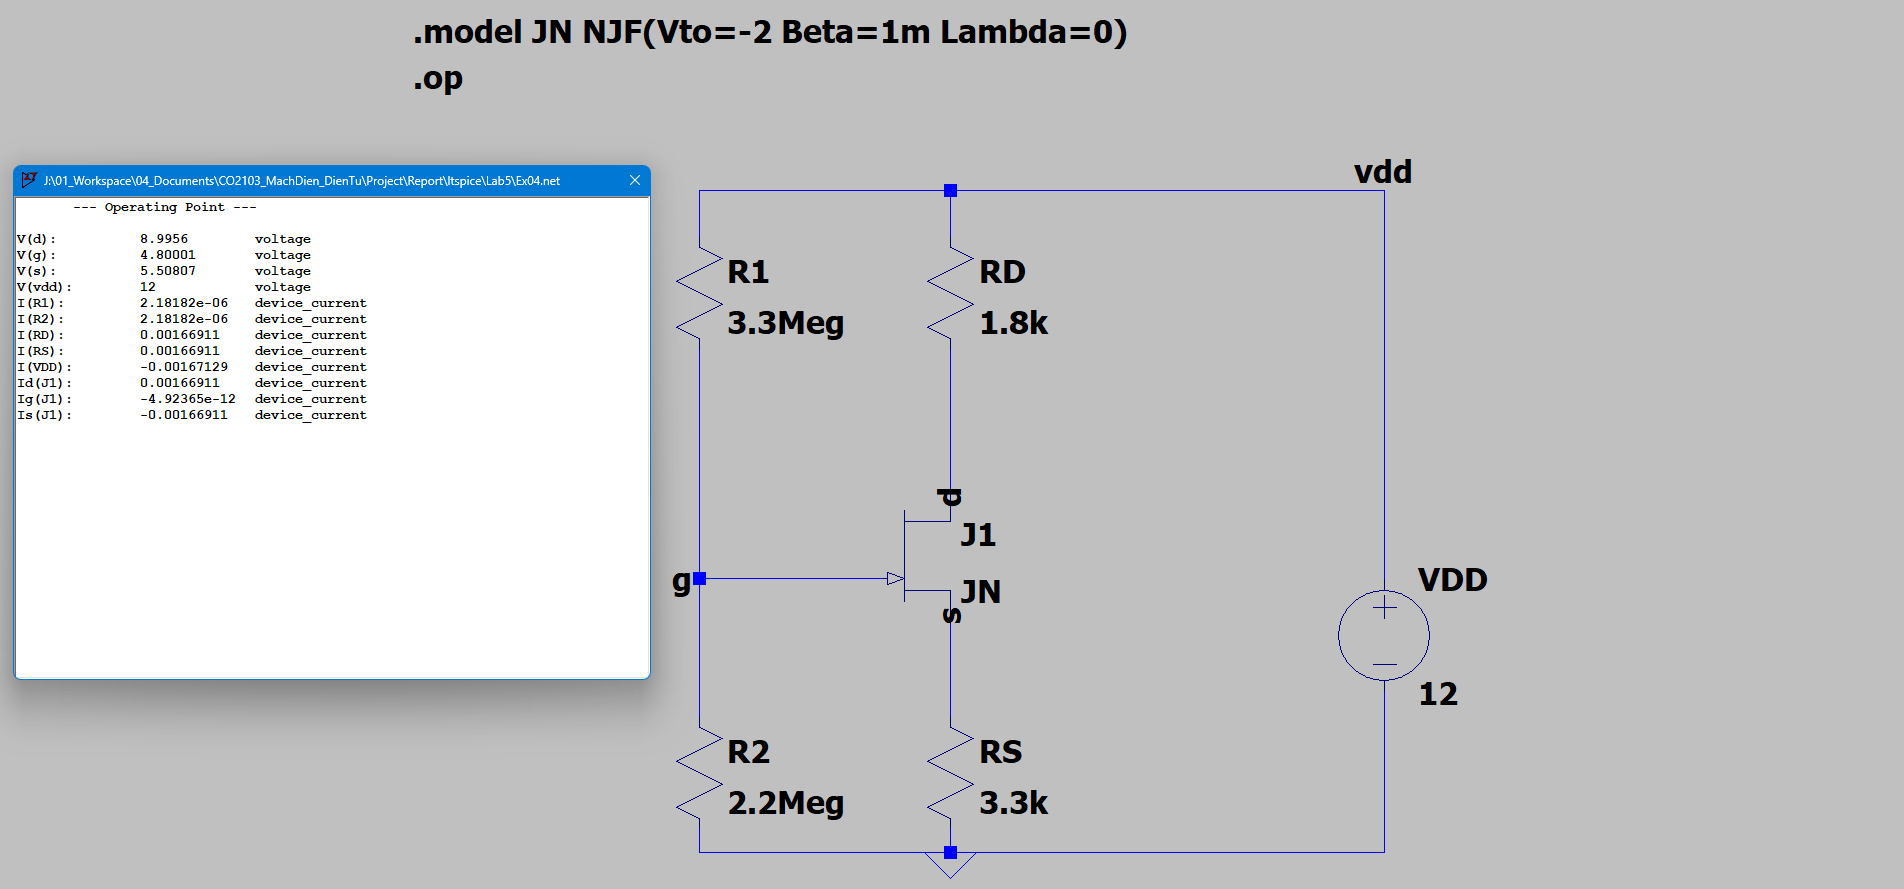 .model JN NJF(Vto=-2 Beta=1m Lambda=0)
.op
J:\01_Workspace\04_Documents\CO2103_MachDien_DienTu\Project\Report\ltspice\Lab5\Ex04.net
--- Operating Point ---
V(d): 8.9956 voltage
V(g): 4.80001 voltage
V(s): 5.50807 voltage
V(vdd): 12 voltage
I(R1): 2.18182e-06 device_current
I(R2): 2.18182e-06 device_current
I(RD): 0.00166911 device_current
I(RS): 0.00166911 device_current
I(VDD): -0.00167129 device_current
Id(J1): 0.00166911 device_current
Ig(J1): -4.92365e-12 device_current
Is(J1): -0.00166911 device_current
vdd
R1
3.3Meg
RD
1.8k
d
J1
g
JN
s
VDD
12
R2
2.2Meg
RS
3.3k